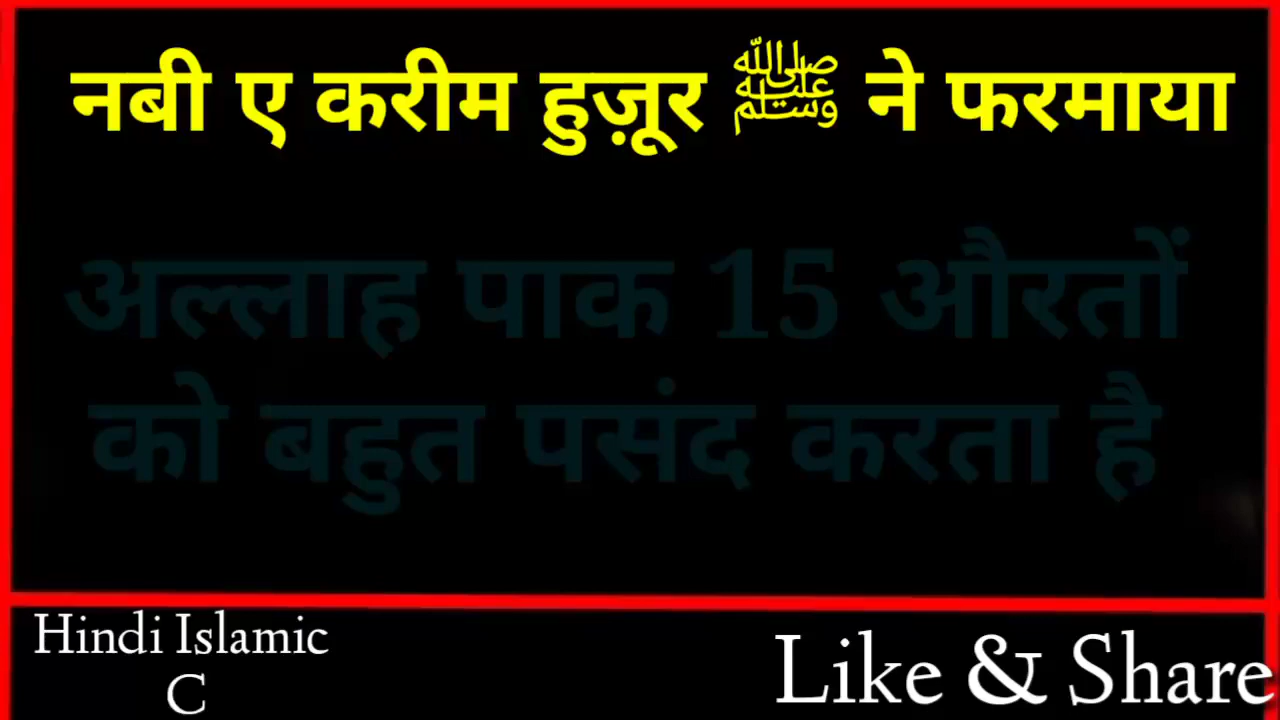 नबी ए करीम हुज़ूर ﷺ ने फरमाया
अल्लाह पाक 15 औरतों
को बहुत पसंद करता है
Hindi Islamic
C
Like & Share